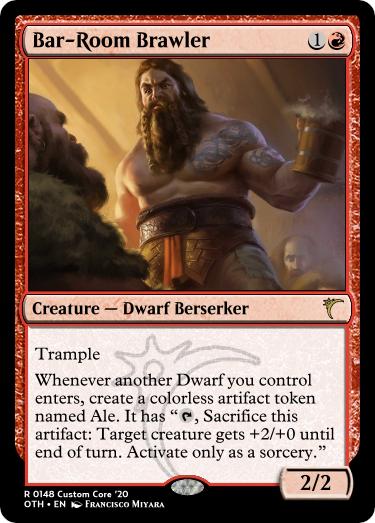 Bar-Room Brawler 1
Creature — Dwarf Berserker
Trample
Whenever another Dwarf you control
enters, create a colorless artifact token
named Ale. It has “, Sacrifice this
artifact: Target creature gets +2/+0 until
end of turn. Activate only as a sorcery.”
2/2
R 0148 Custom Core '20
OTH • EN Francisco Miyara